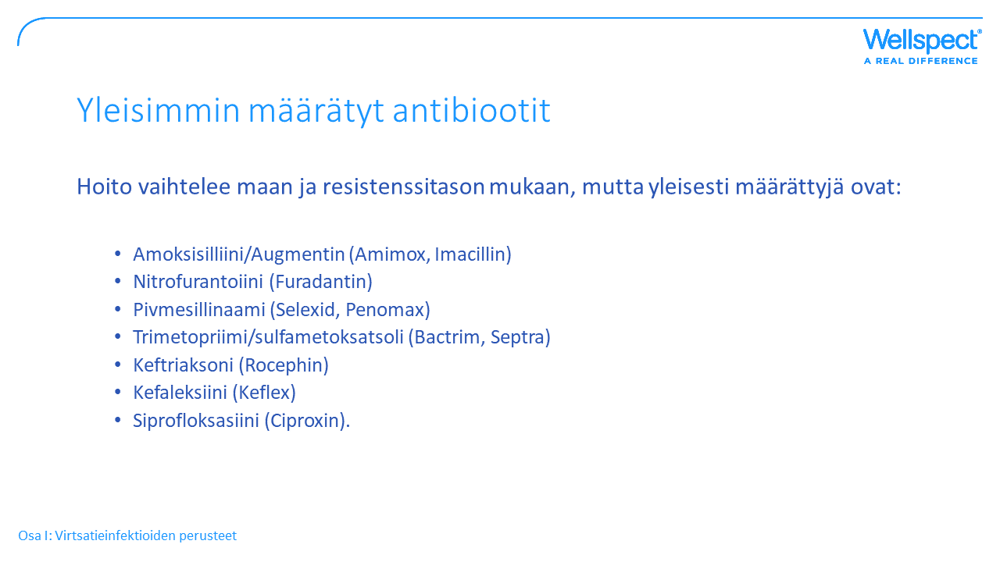 Wellspect®
A REAL DIFFERENCE
Yleisimmin määrätyt antibiootit
Hoito vaihtelee maan ja resistenssitason mukaan, mutta yleisesti määrättyjä ovat:
• Amoksisilliini/Augmentin (Amimox, Imacillin)
• Nitrofurantoiini (Furadantin)
• Pivmesillinaami (Selexid, Penomax)
• Trimetopriimi/sulfametoksatsoli (Bactrim, Septra)
• Keftriaksoni (Rocephin)
• Kefaleksiini (Keflex)
• Siprofloksasiini (Ciproxin).
Osa I: Virtsatieinfektioiden perusteet